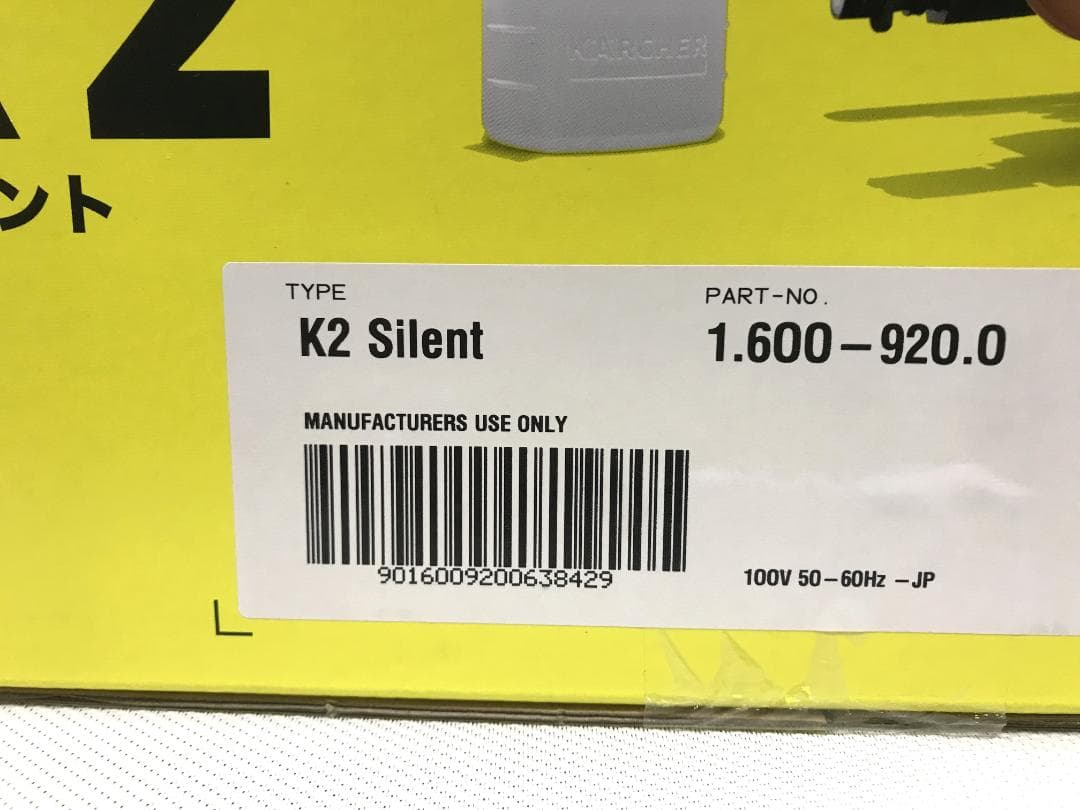 KÄRCHER
2
ント
TYPE
K2 Silent
PART-NO.
1.600-920.0
MANUFACTURERS USE ONLY
9016009200638429
100V 50-60Hz -JP